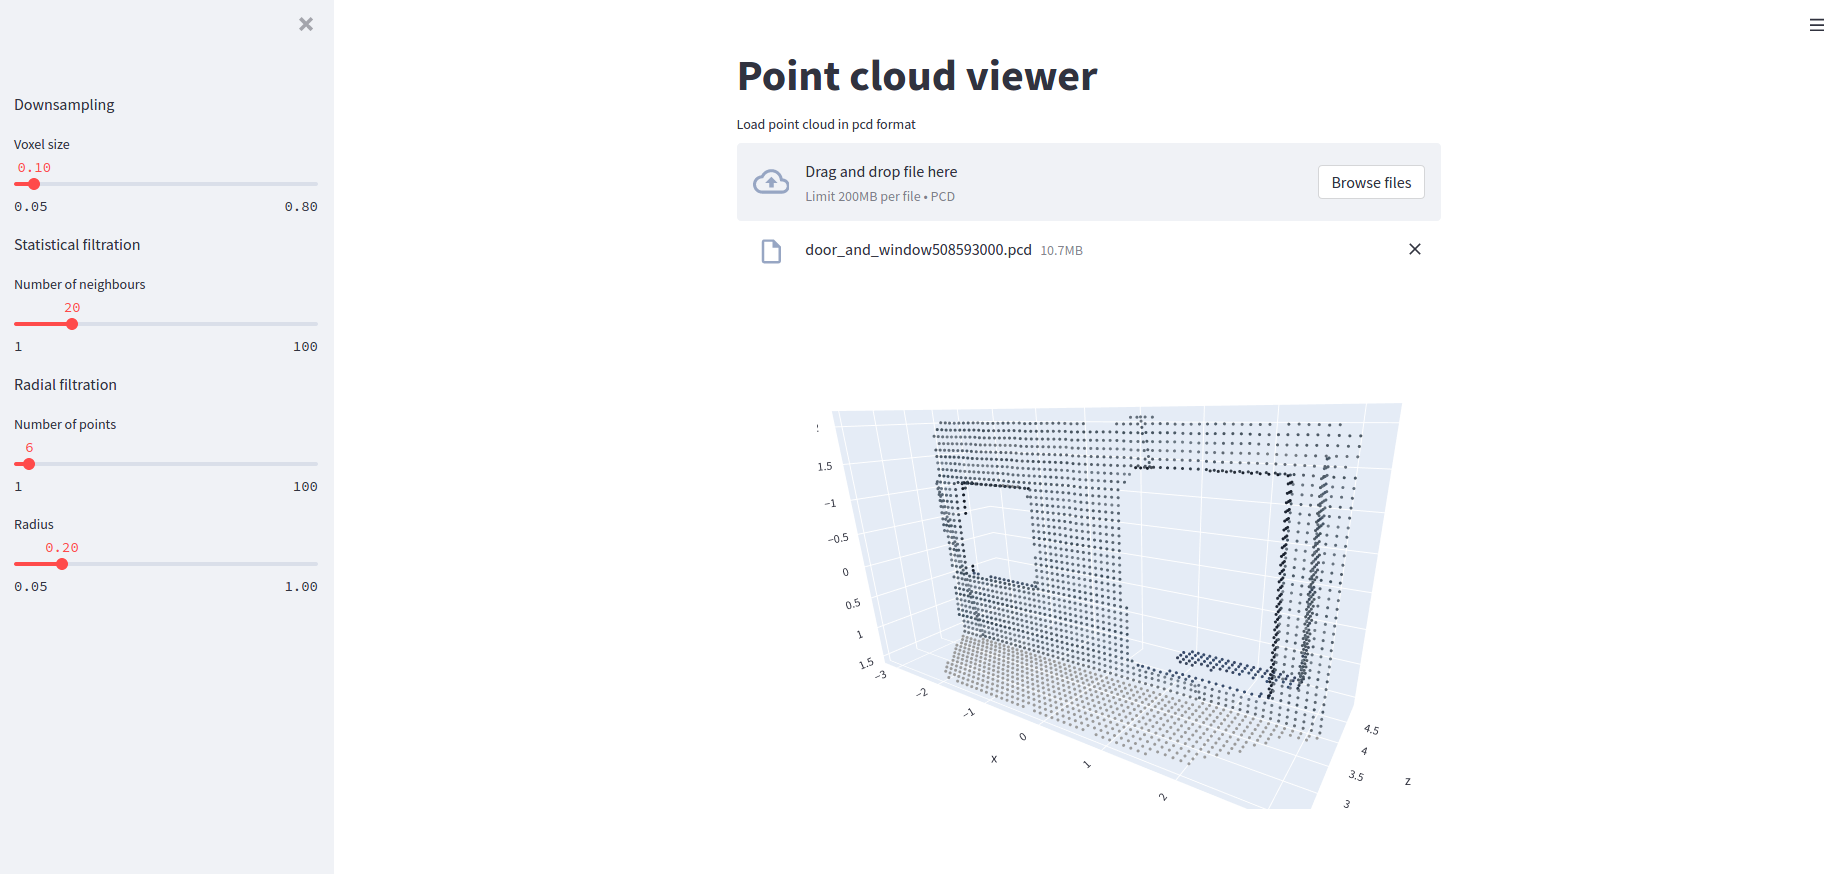 Downsampling
Voxel size
0.10
0.05 0.80
Statistical filtration
Number of neighbours
20
1 100
Radial filtration
Number of points
6
1 100
Radius
0.20
0.05 1.00
Point cloud viewer
Load point cloud in pcd format
Drag and drop file here
Limit 200MB per file • PCD
Browse files
door_and_window508593000.pcd 10.7MB
1.5
−1
−0.5
0
0.5
1
1.5
−3
−2
−1
0
1
2
x
4.5
4
3.5
3
z